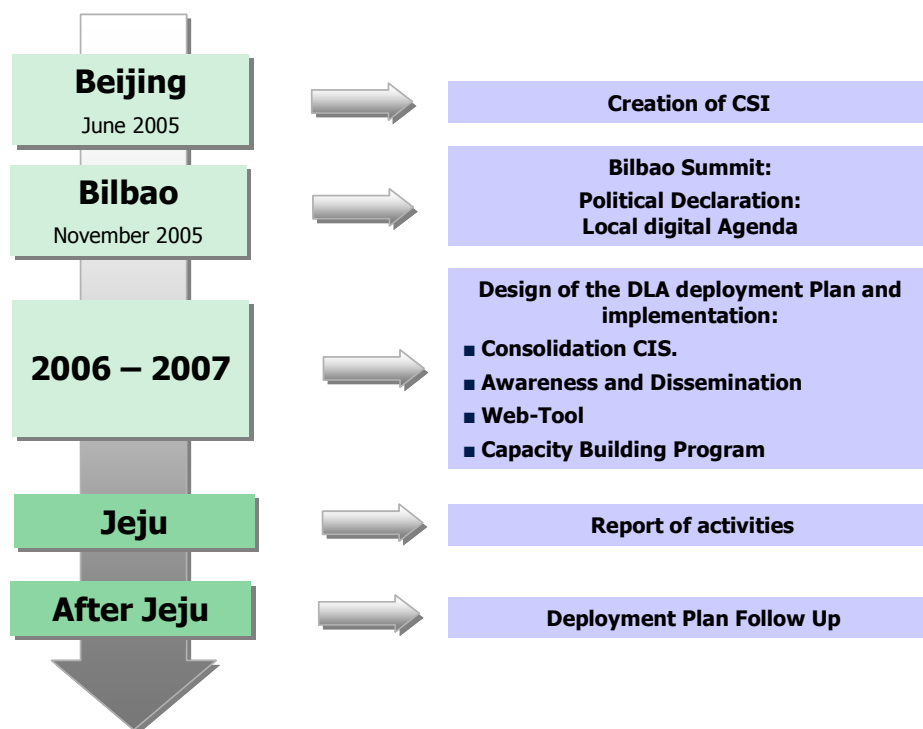 Beijing
June 2005
Creation of CSI
Bilbao
November 2005
Bilbao Summit:
Political Declaration:
Local digital Agenda
2006 – 2007
Design of the DLA deployment Plan and
implementation:
■ Consolidation CIS.
■ Awareness and Dissemination
■ Web-Tool
■ Capacity Building Program
Jeju
Report of activities
After Jeju
Deployment Plan Follow Up